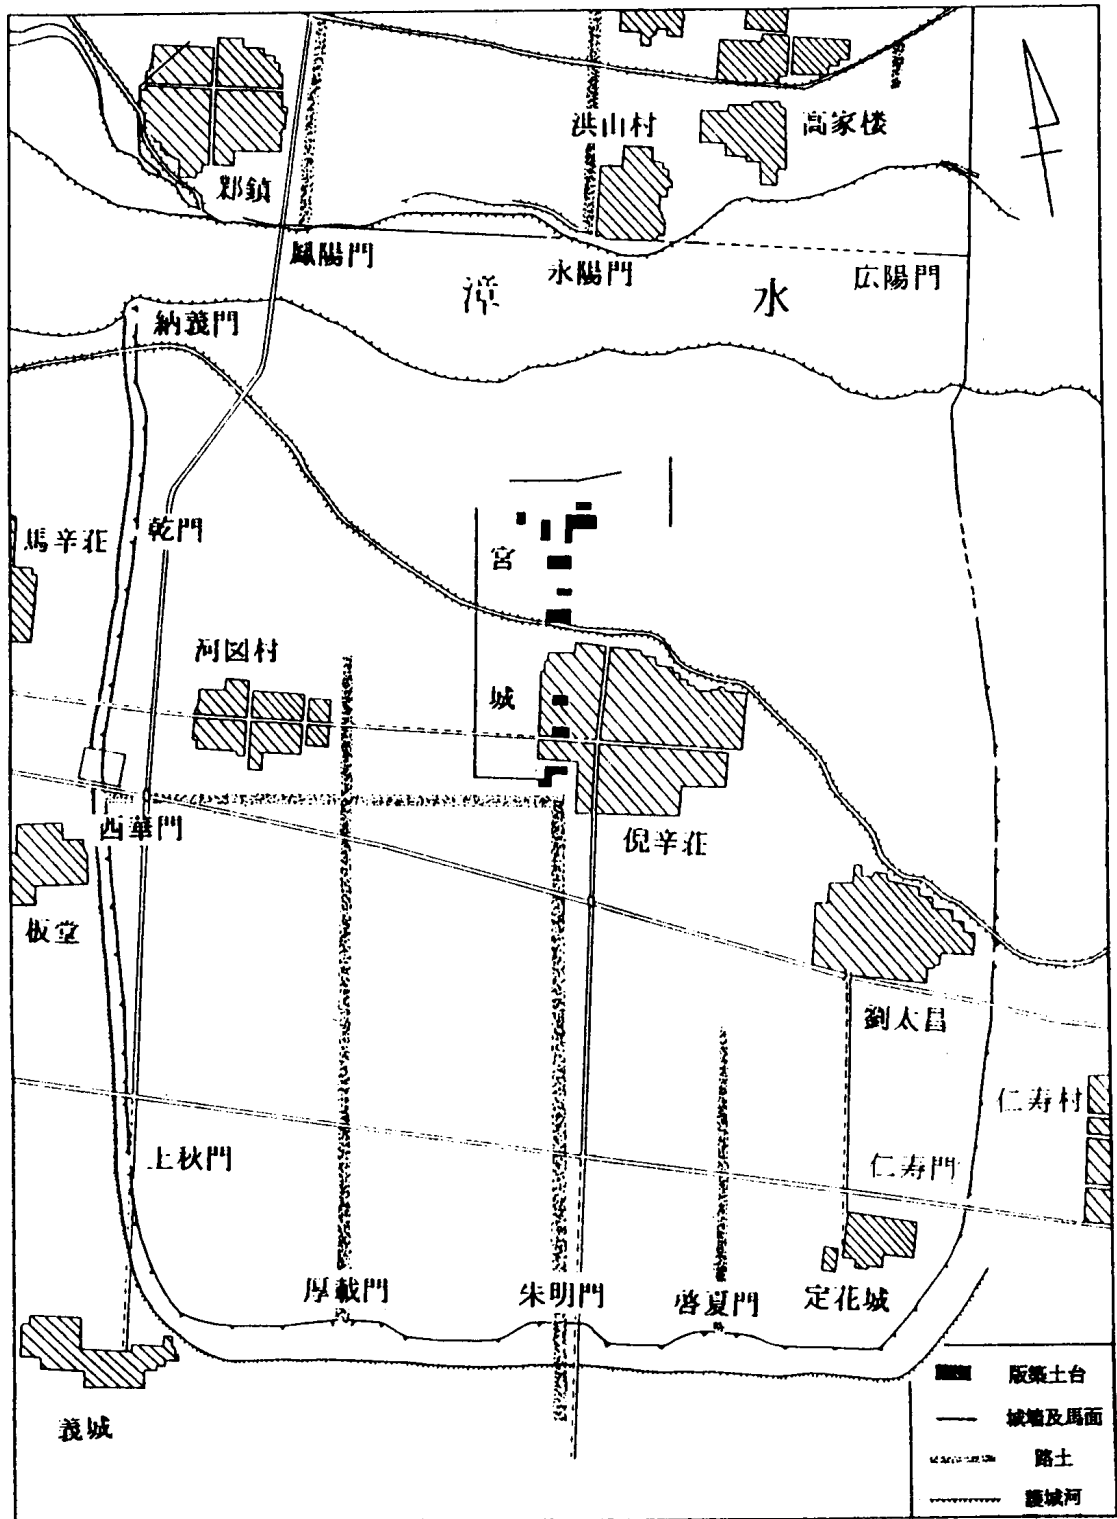 洪山村
高家楼
鄴鎮
鳳陽門
永陽門
広陽門
漳 水
納義門
乾門
馬辛荘
宮
城
河図村
西華門
倪辛荘
板堂
劉太昌
仁寿村
上秋門
仁寿門
厚載門
朱明門
啓夏門
定花城
義城
版築土台
城墻及馬面
路土
護城河